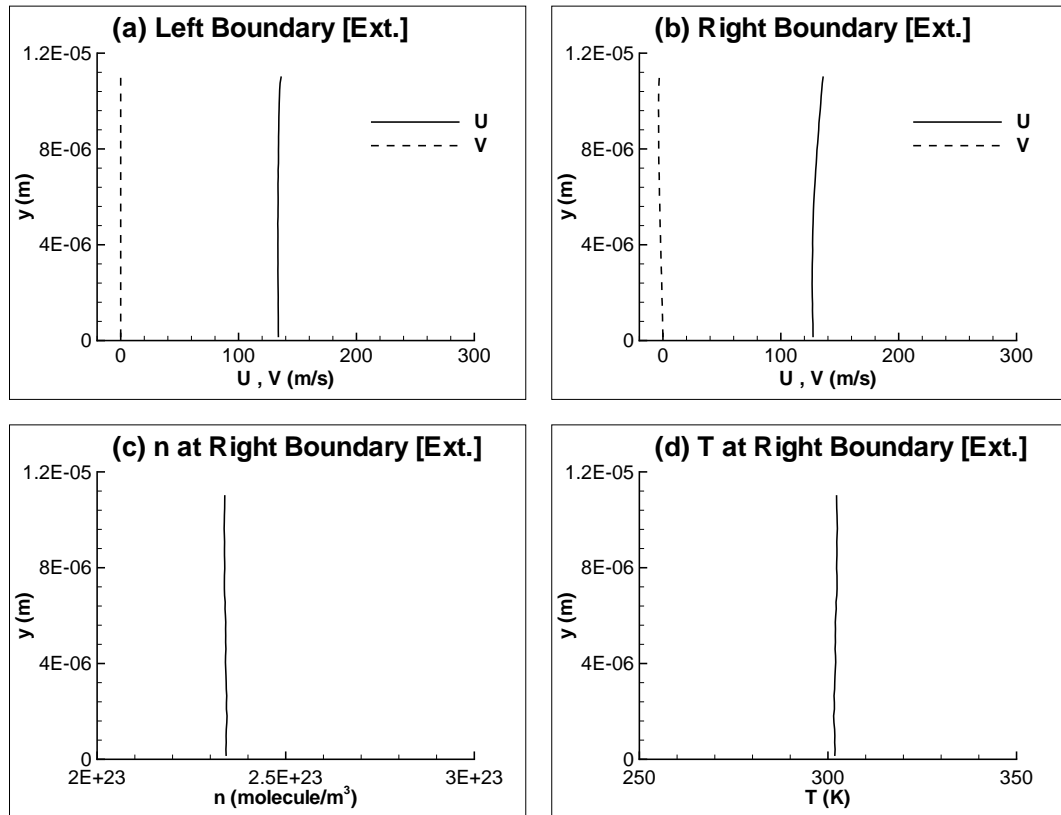 (a) Left Boundary [Ext.]
1.2E-05
8E-06
4E-06
0
y (m)
U
V
0
100
200
300
U , V (m/s)
(b) Right Boundary [Ext.]
1.2E-05
8E-06
4E-06
0
y (m)
U
V
0
100
200
300
U , V (m/s)
(c) n at Right Boundary [Ext.]
1.2E-05
8E-06
4E-06
0
y (m)
2E+23
2.5E+23
3E+23
n (molecule/m³)
(d) T at Right Boundary [Ext.]
1.2E-05
8E-06
4E-06
0
y (m)
250
300
350
T (K)